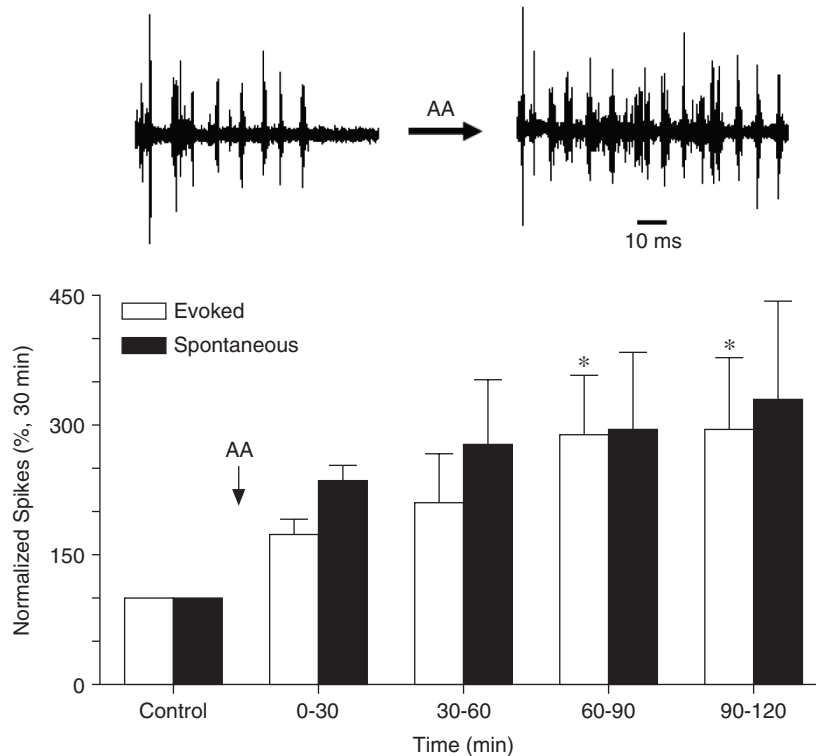 AA
10 ms
Normalized Spikes (%, 30 min)
450
300
150
0
Evoked
Spontaneous
AA
*
*
Control
0-30
30-60
60-90
90-120
Time (min)